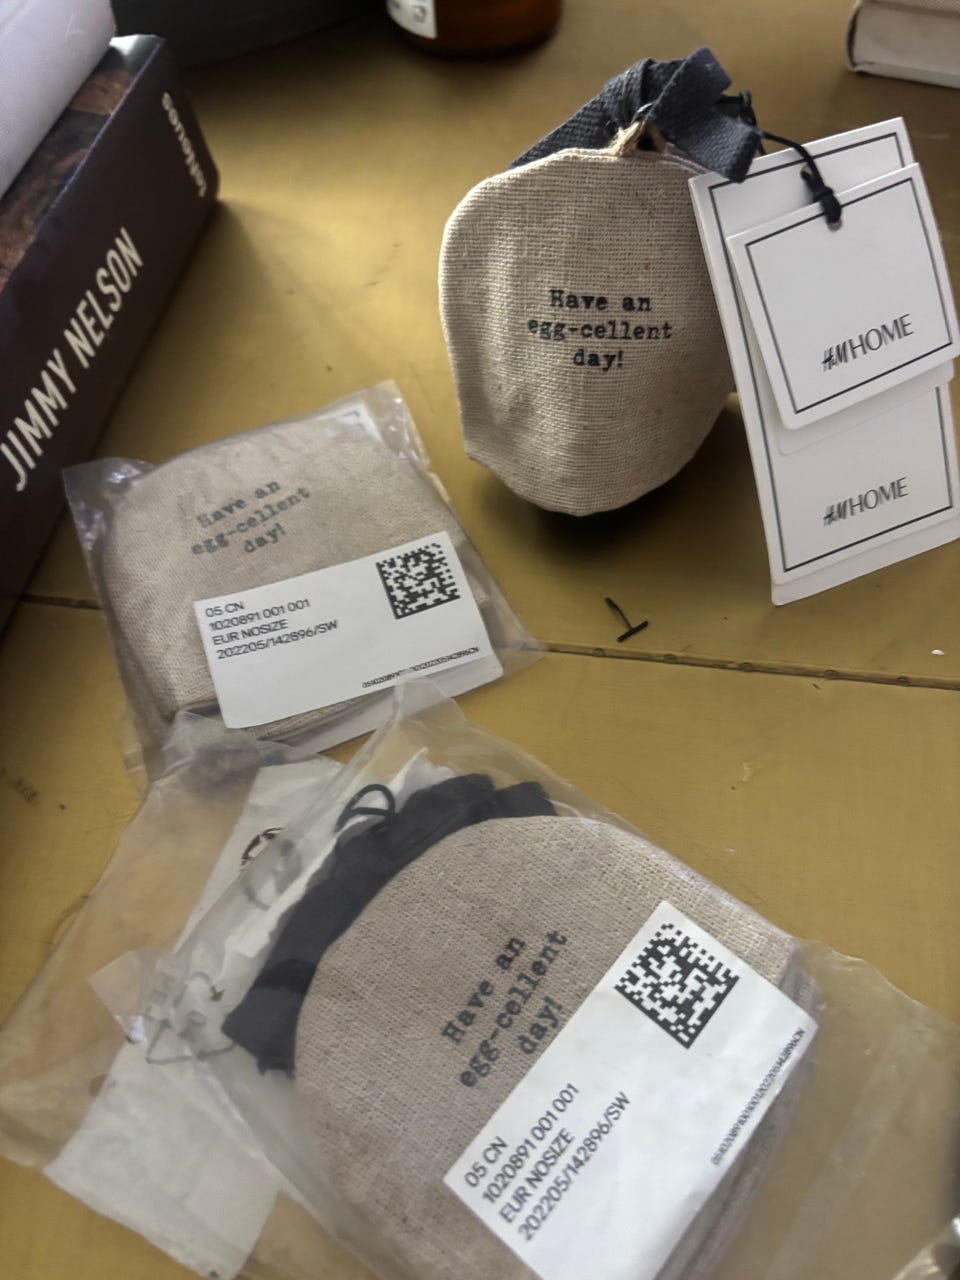 taschen
JIMMY NELSON
Have an
egg-cellent
day!
H&M HOME
H&M HOME
Have an
egg-cellent
day!
05 CN
1020891 001 001
EUR NOSIZE
202205/142896/SW
Have an
egg-cellent
day!
05 CN
1020891 001 001
EUR NOSIZE
202205/142896/SW